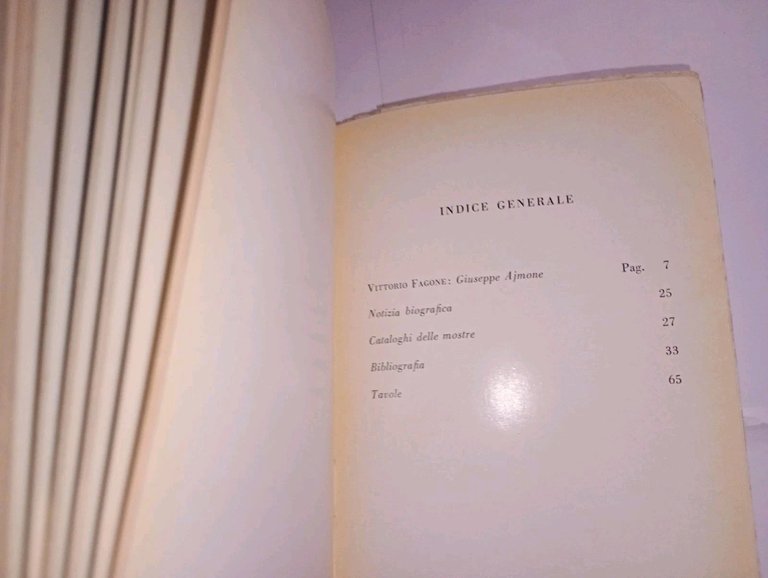 INDICE GENERALE
VITTORIO FAGONE: Giuseppe Ajmone Pag. 7
Notizia biografica 25
Cataloghi delle mostre 27
Bibliografia 33
Tavole 65